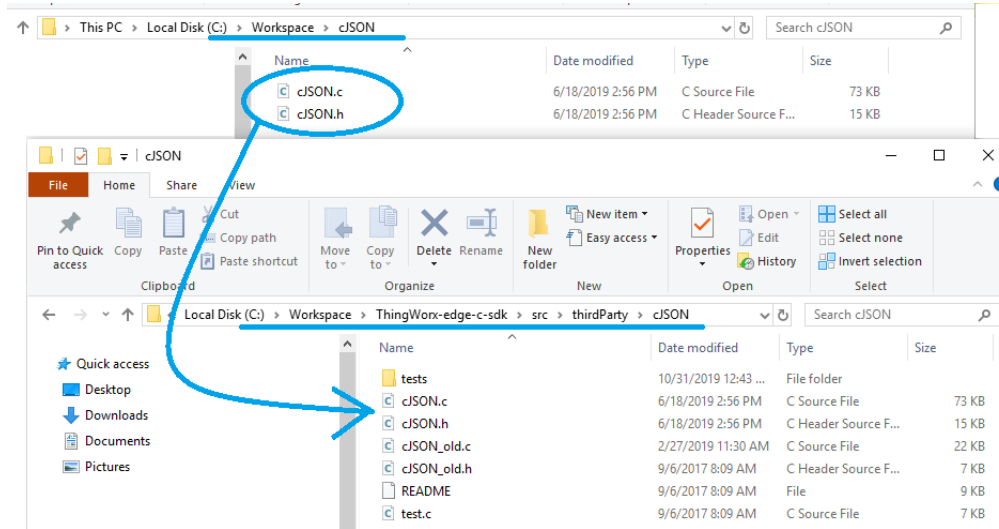 This PC > Local Disk (C:) > Workspace > cJSON
Search cJSON
Name Date modified Type Size
cJSON.c 6/18/2019 2:56 PM C Source File 73 KB
cJSON.h 6/18/2019 2:56 PM C Header Source F... 15 KB
cJSON
File Home Share View
Pin to Quick access
Copy
Paste
Cut
Copy path
Paste shortcut
Clipboard
Move to
Copy to
Delete
Rename
Organize
New folder
New item
Easy access
New
Properties
Open
Edit
History
Open
Select all
Select none
Invert selection
Select
« Local Disk (C:) > Workspace > ThingWorx-edge-c-sdk > src > thirdParty > cJSON
Search cJSON
Quick access
Desktop
Downloads
Documents
Pictures
Name Date modified Type Size
tests 10/31/2019 12:43 ... File folder
cJSON.c 6/18/2019 2:56 PM C Source File 73 KB
cJSON.h 6/18/2019 2:56 PM C Header Source F... 15 KB
cJSON_old.c 2/27/2019 11:30 AM C Source File 22 KB
cJSON_old.h 9/6/2017 8:09 AM C Header Source F... 7 KB
README 9/6/2017 8:09 AM File 9 KB
test.c 9/6/2017 8:09 AM C Source File 7 KB